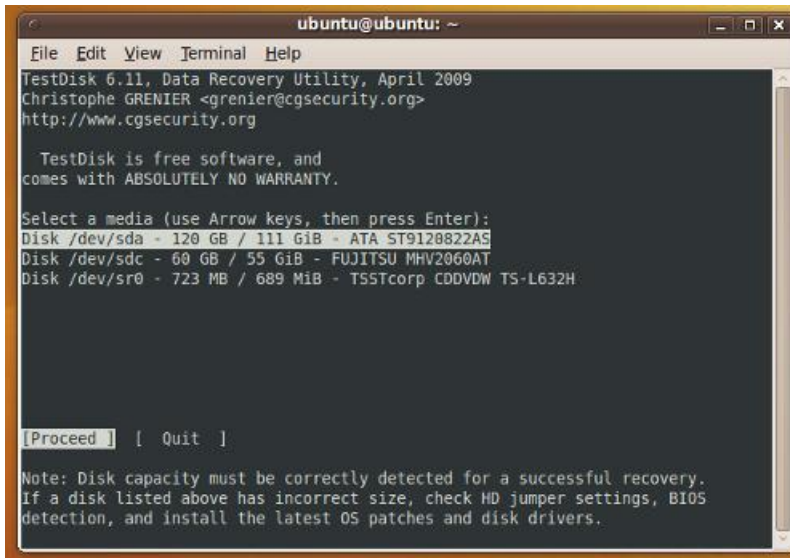 ubuntu@ubuntu: ~
File Edit View Terminal Help
TestDisk 6.11, Data Recovery Utility, April 2009
Christophe GRENIER <grenier@cgsecurity.org>
http://www.cgsecurity.org
TestDisk is free software, and
comes with ABSOLUTELY NO WARRANTY.
Select a media (use Arrow keys, then press Enter):
Disk /dev/sda - 120 GB / 111 GiB - ATA ST9120822AS
Disk /dev/sdc - 60 GB / 55 GiB - FUJITSU MHV2060AT
Disk /dev/sr0 - 723 MB / 689 MiB - TSSTcorp CDDVDW TS-L632H
[Proceed ] [ Quit ]
Note: Disk capacity must be correctly detected for a successful recovery.
If a disk listed above has incorrect size, check HD jumper settings, BIOS
detection, and install the latest OS patches and disk drivers.